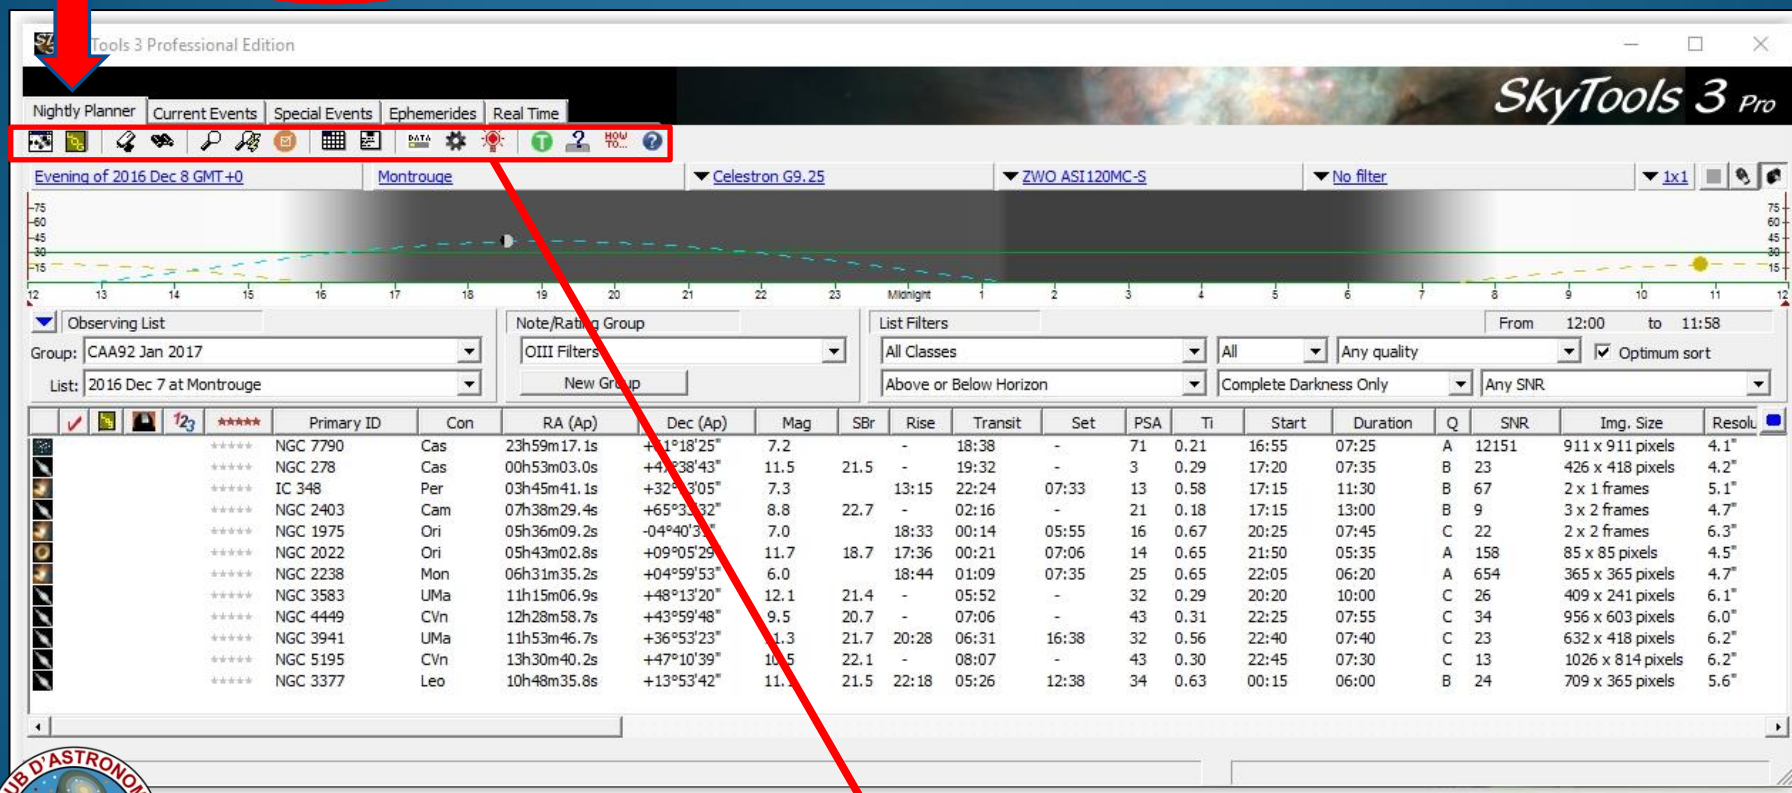 Tools 3 Professional Edition
SkyTools 3 Pro
Nightly Planner Current Events Special Events Ephemerides Real Time
DATA T ? HOW TO... ?
Evening of 2016 Dec 8 GMT+0 Montrouge Celestron G9.25 ZWO ASI120MC-S No filter 1x1
75 75
60 60
45 45
30 30
15 15
12 13 14 15 16 17 18 19 20 21 22 23 Midnight 1 2 3 4 5 6 7 8 9 10 11 12
Observing List Note/Rating Group List Filters From 12:00 to 11:58
Group: CAA92 Jan 2017 OIII Filters All Classes All Any quality Optimum sort
List: 2016 Dec 7 at Montrouge New Group Above or Below Horizon Complete Darkness Only Any SNR
123 ***** Primary ID Con RA (Ap) Dec (Ap) Mag SBr Rise Transit Set PSA Ti Start Duration Q SNR Img. Size Resolu
***** NGC 7790 Cas 23h59m17.1s 7.2 - 18:38 - 71 0.21 16:55 07:25 A 12151 911 x 911 pixels 4.1"
***** NGC 278 Cas 00h53m03.0s 11.5 21.5 - 19:32 - 3 0.29 17:20 07:35 B 23 426 x 418 pixels 4.2"
***** IC 348 Per 03h45m41.1s 7.3 13:15 22:24 07:33 13 0.58 17:15 11:30 B 67 2 x 1 frames 5.1"
***** NGC 2403 Cam 07h38m29.4s 8.8 22.7 - 02:16 - 21 0.18 17:15 13:00 B 9 3 x 2 frames 4.7"
***** NGC 1975 Ori 05h36m09.2s 7.0 18:33 00:14 05:55 16 0.67 20:25 07:45 C 22 2 x 2 frames 6.3"
***** NGC 2022 Ori 05h43m02.8s +09°05'29" 11.7 18.7 17:36 00:21 07:06 14 0.65 21:50 05:35 A 158 85 x 85 pixels 4.5"
***** NGC 2238 Mon 06h31m35.2s +04°59'53" 6.0 18:44 01:09 07:35 25 0.65 22:05 06:20 A 654 365 x 365 pixels 4.7"
***** NGC 3583 UMa 11h15m06.9s +48°13'20" 12.1 21.4 - 05:52 - 32 0.29 20:20 10:00 C 26 409 x 241 pixels 6.1"
***** NGC 4449 CVn 12h28m58.7s +43°59'48" 9.5 20.7 - 07:06 - 43 0.31 22:25 07:55 C 34 956 x 603 pixels 6.0"
***** NGC 3941 UMa 11h53m46.7s +36°53'23" 21.7 20:28 06:31 16:38 32 0.56 22:40 07:40 C 23 632 x 418 pixels 6.2"
***** NGC 5195 CVn 13h30m40.2s +47°10'39" 22.1 - 08:07 - 43 0.30 22:45 07:30 C 13 1026 x 814 pixels 6.2"
***** NGC 3377 Leo 10h48m35.8s +13°53'42" 21.5 22:18 05:26 12:38 34 0.63 00:15 06:00 B 24 709 x 365 pixels 5.6"
D'ASTRONOM